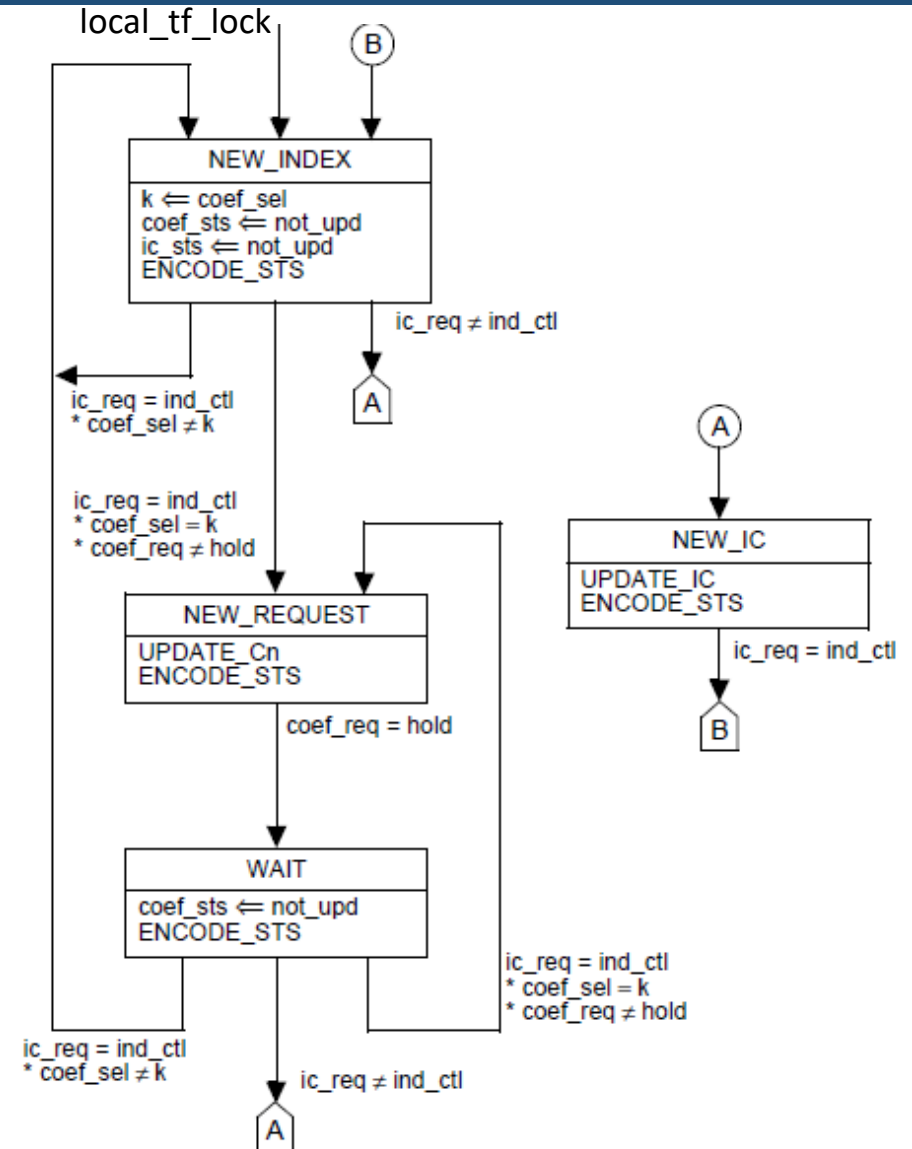 local_tf_lock
B
NEW_INDEX
k ⇐ coef_sel
coef_sts ⇐ not_upd
ic_sts ⇐ not_upd
ENCODE_STS
ic_req ≠ ind_ctl
A
ic_req = ind_ctl
* coef_sel ≠ k
ic_req = ind_ctl
* coef_sel = k
* coef_req ≠ hold
NEW_REQUEST
UPDATE_Cn
ENCODE_STS
coef_req = hold
WAIT
coef_sts ⇐ not_upd
ENCODE_STS
ic_req = ind_ctl
* coef_sel = k
* coef_req ≠ hold
ic_req = ind_ctl
* coef_sel ≠ k
ic_req ≠ ind_ctl
A
A
NEW_IC
UPDATE_IC
ENCODE_STS
ic_req = ind_ctl
B